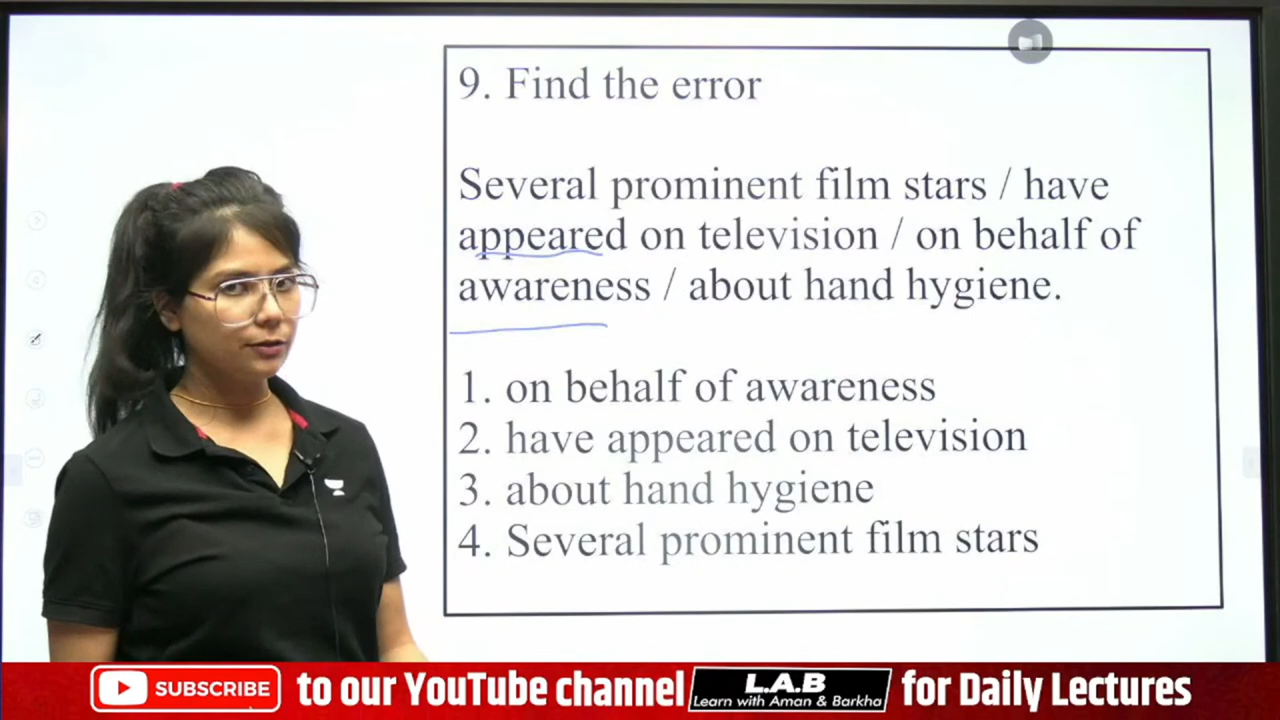 9. Find the error
Several prominent film stars / have
appeared on television / on behalf of
awareness / about hand hygiene.
1. on behalf of awareness
2. have appeared on television
3. about hand hygiene
4. Several prominent film stars
SUBSCRIBE to our YouTube channel L.A.B for Daily Lectures
Learn with Aman & Barkha